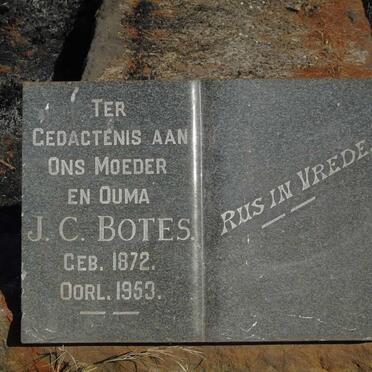 TER
GEDACTENIS AAN
ONS MOEDER
EN OUMA
J. C. BOTES.
GEB. 1872.
OORL. 1953.
RUS IN VREDE.